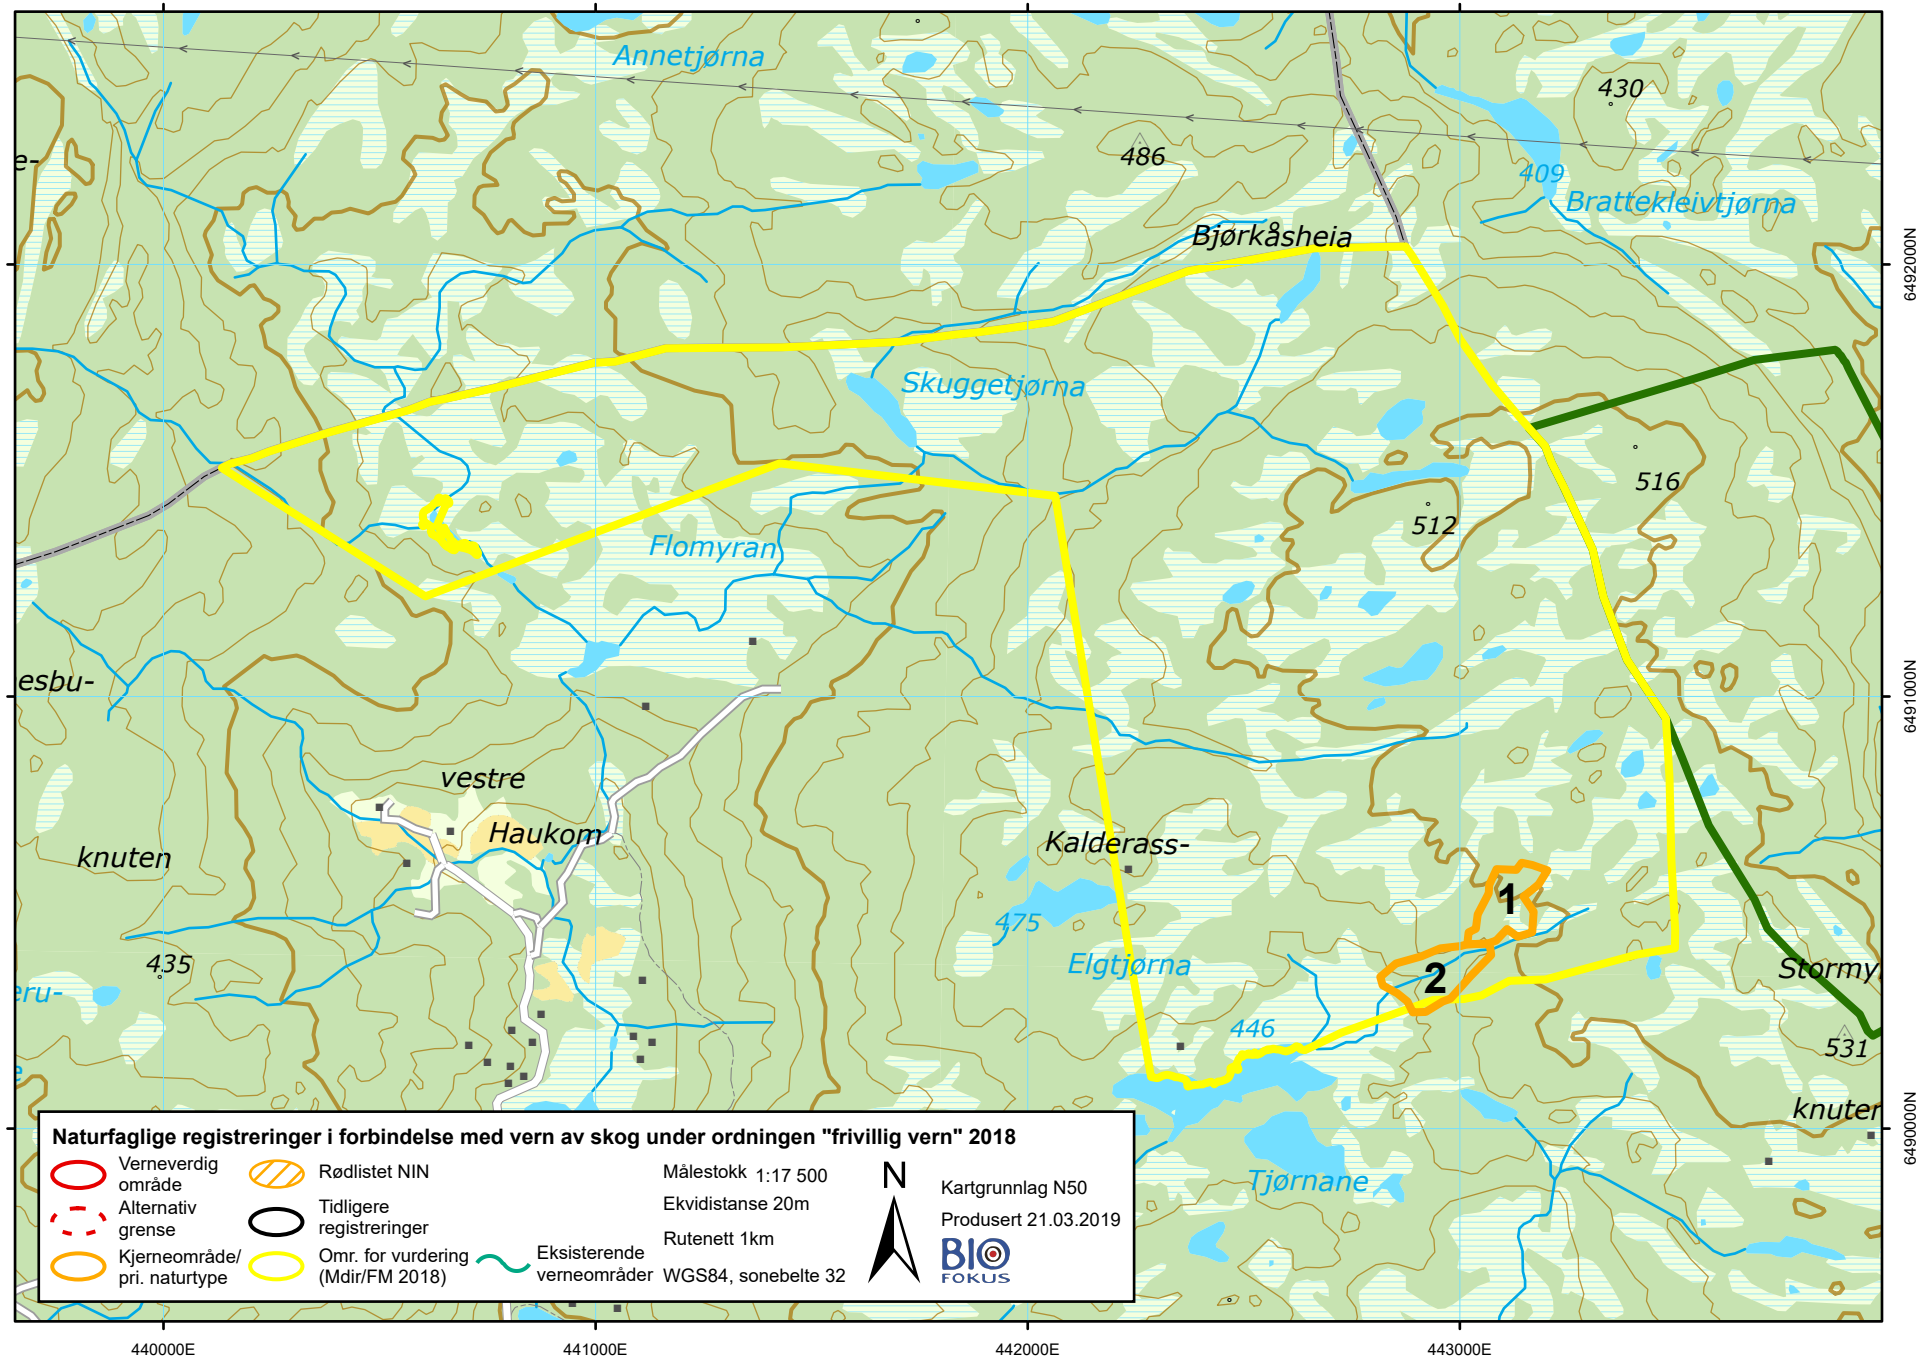 Annetjørna
430
486
e-
409
Brattekleivtjørna
Bjørkåsheia
6492000N
Skuggetjørna
516
512
Flomyran
esbu-
6491000N
vestre
Haukom
Kalderass-
knuten
1
475
435
Elgtjørna
2
Stormy
eru-
446
531
e
knuten
6490000N
Tjørnane
Naturfaglige registreringer i forbindelse med vern av skog under ordningen "frivillig vern" 2018
Verneverdig
område
Alternativ
grense
Kjerneområde/
pri. naturtype
Rødlistet NIN
Tidligere
registreringer
Omr. for vurdering
(Mdir/FM 2018)
Eksisterende
verneområder
Målestokk 1:17 500
Ekvidistanse 20m
Rutenett 1km
WGS84, sonebelte 32
N
Kartgrunnlag N50
Produsert 21.03.2019
BIO
FOKUS
440000E
441000E
442000E
443000E